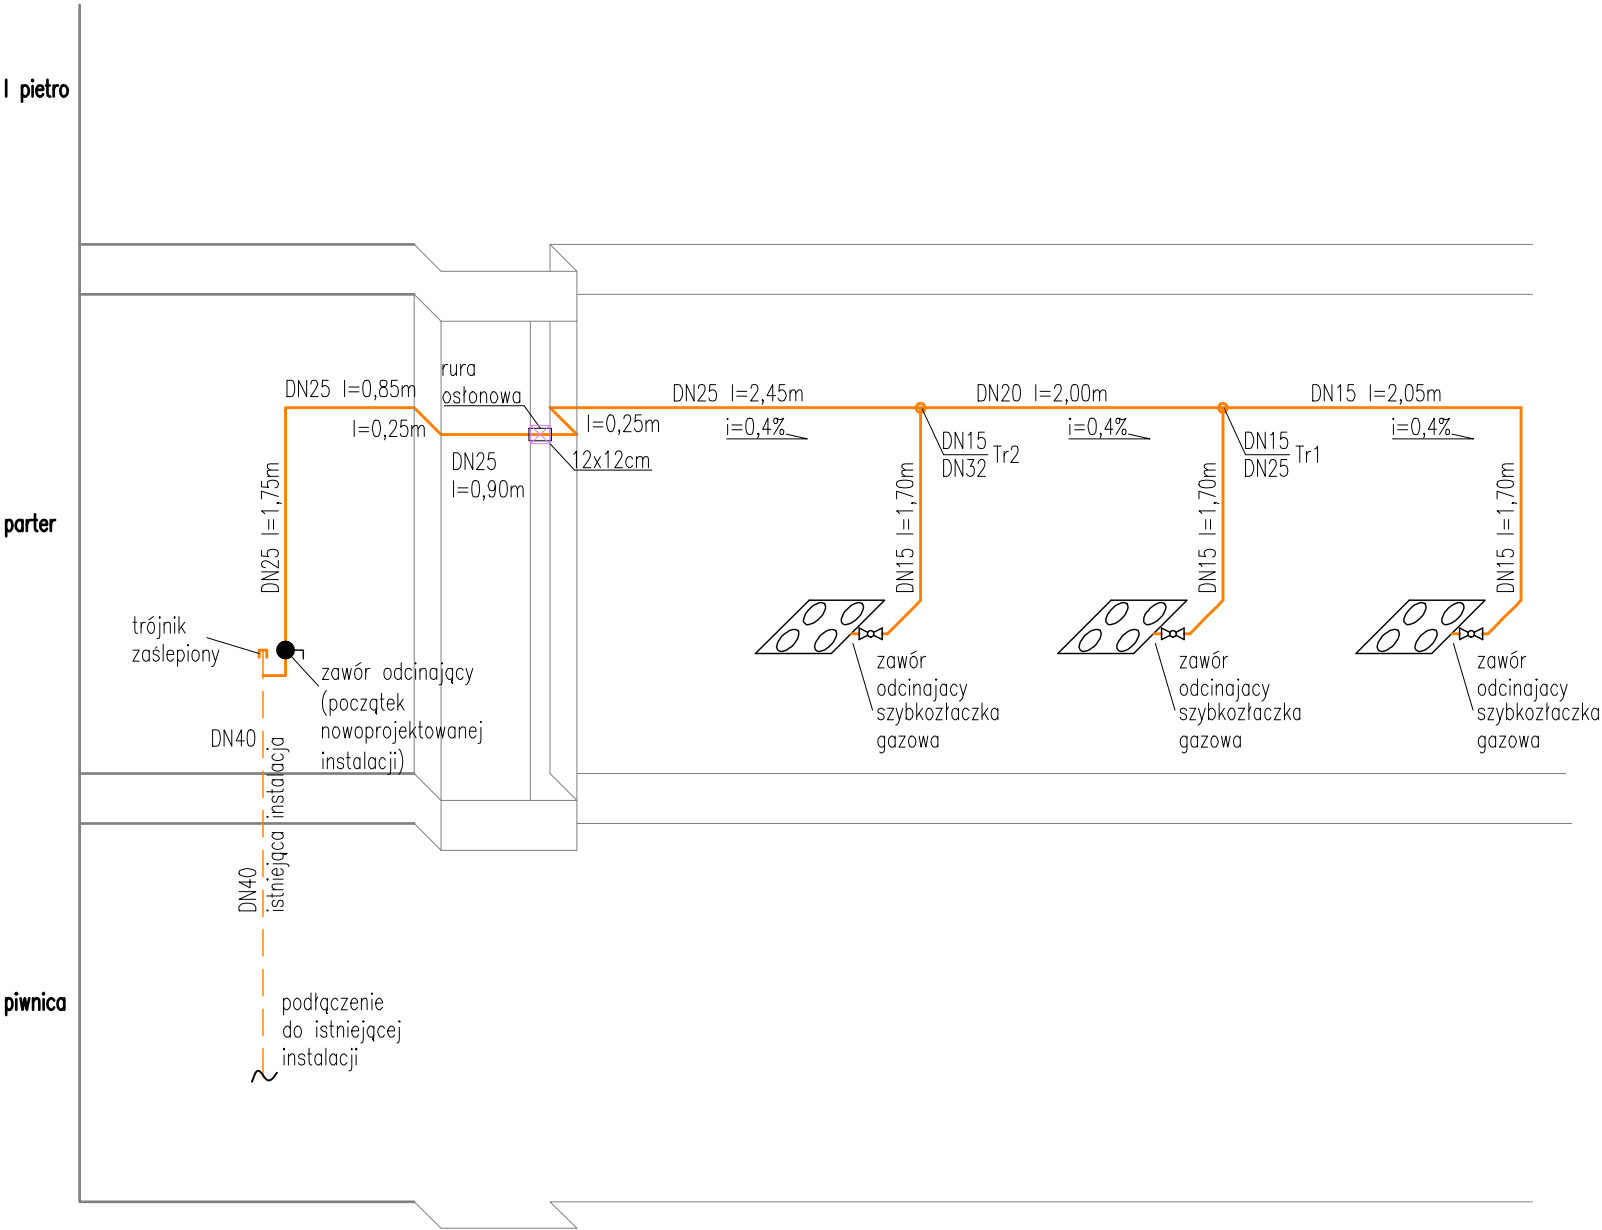 I pietro
DN25 l=0,85m
l=0,25m
rura
osłonowa
DN25
l=0,90m
12x12cm
l=0,25m
DN25 l=2,45m
i=0,4%
DN20 l=2,00m
i=0,4%
DN15 l=2,05m
i=0,4%
DN15
DN32
Tr2
DN15
DN25
Tr1
parter
DN25 l=1,75m
DN15 l=1,70m
DN15 l=1,70m
DN15 l=1,70m
trójnik
zaślepiony
zawór odcinający
(początek
nowoprojektowanej
instalacji)
zawór
odcinajacy
szybkozłaczka
gazowa
zawór
odcinajacy
szybkozłaczka
gazowa
zawór
odcinajacy
szybkozłaczka
gazowa
DN40
DN40
istniejąca instalacja
piwnica
podłączenie
do istniejącej
instalacji